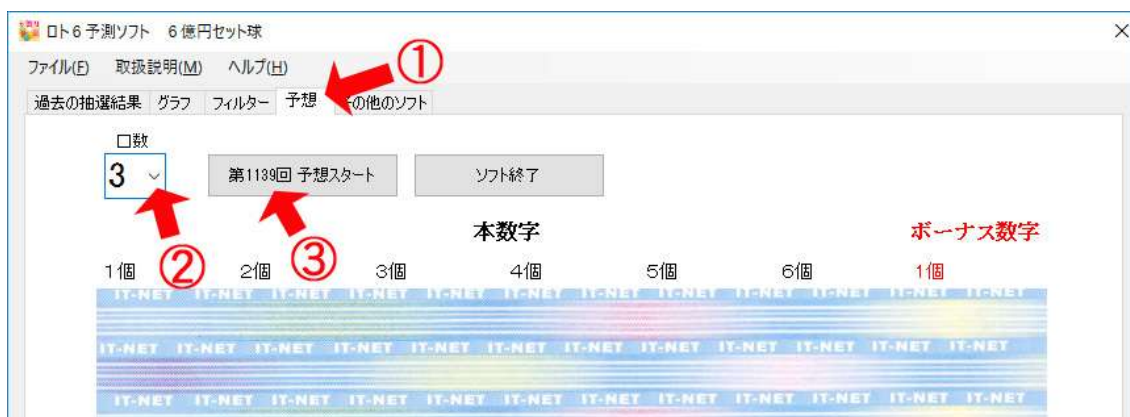 ロト6予測ソフト 6億円セット球
ファイル(F) 取扱説明(M) ヘルプ(H)
①
過去の抽選結果 グラフ フィルター 予想 その他のソフト
口数
3 第1139回 予想スタート ソフト終了
② ③
本数字 ボーナス数字
1個 2個 3個 4個 5個 6個 1個
IT-NET IT-NET IT-NET IT-NET IT-NET IT-NET IT-NET IT-NET IT-NET IT-NET IT-NET IT-NET
IT-NET IT-NET IT-NET IT-NET IT-NET IT-NET IT-NET IT-NET IT-NET IT-NET IT-NET IT-NET
IT-NET IT-NET IT-NET IT-NET IT-NET IT-NET IT-NET IT-NET IT-NET IT-NET IT-NET IT-NET